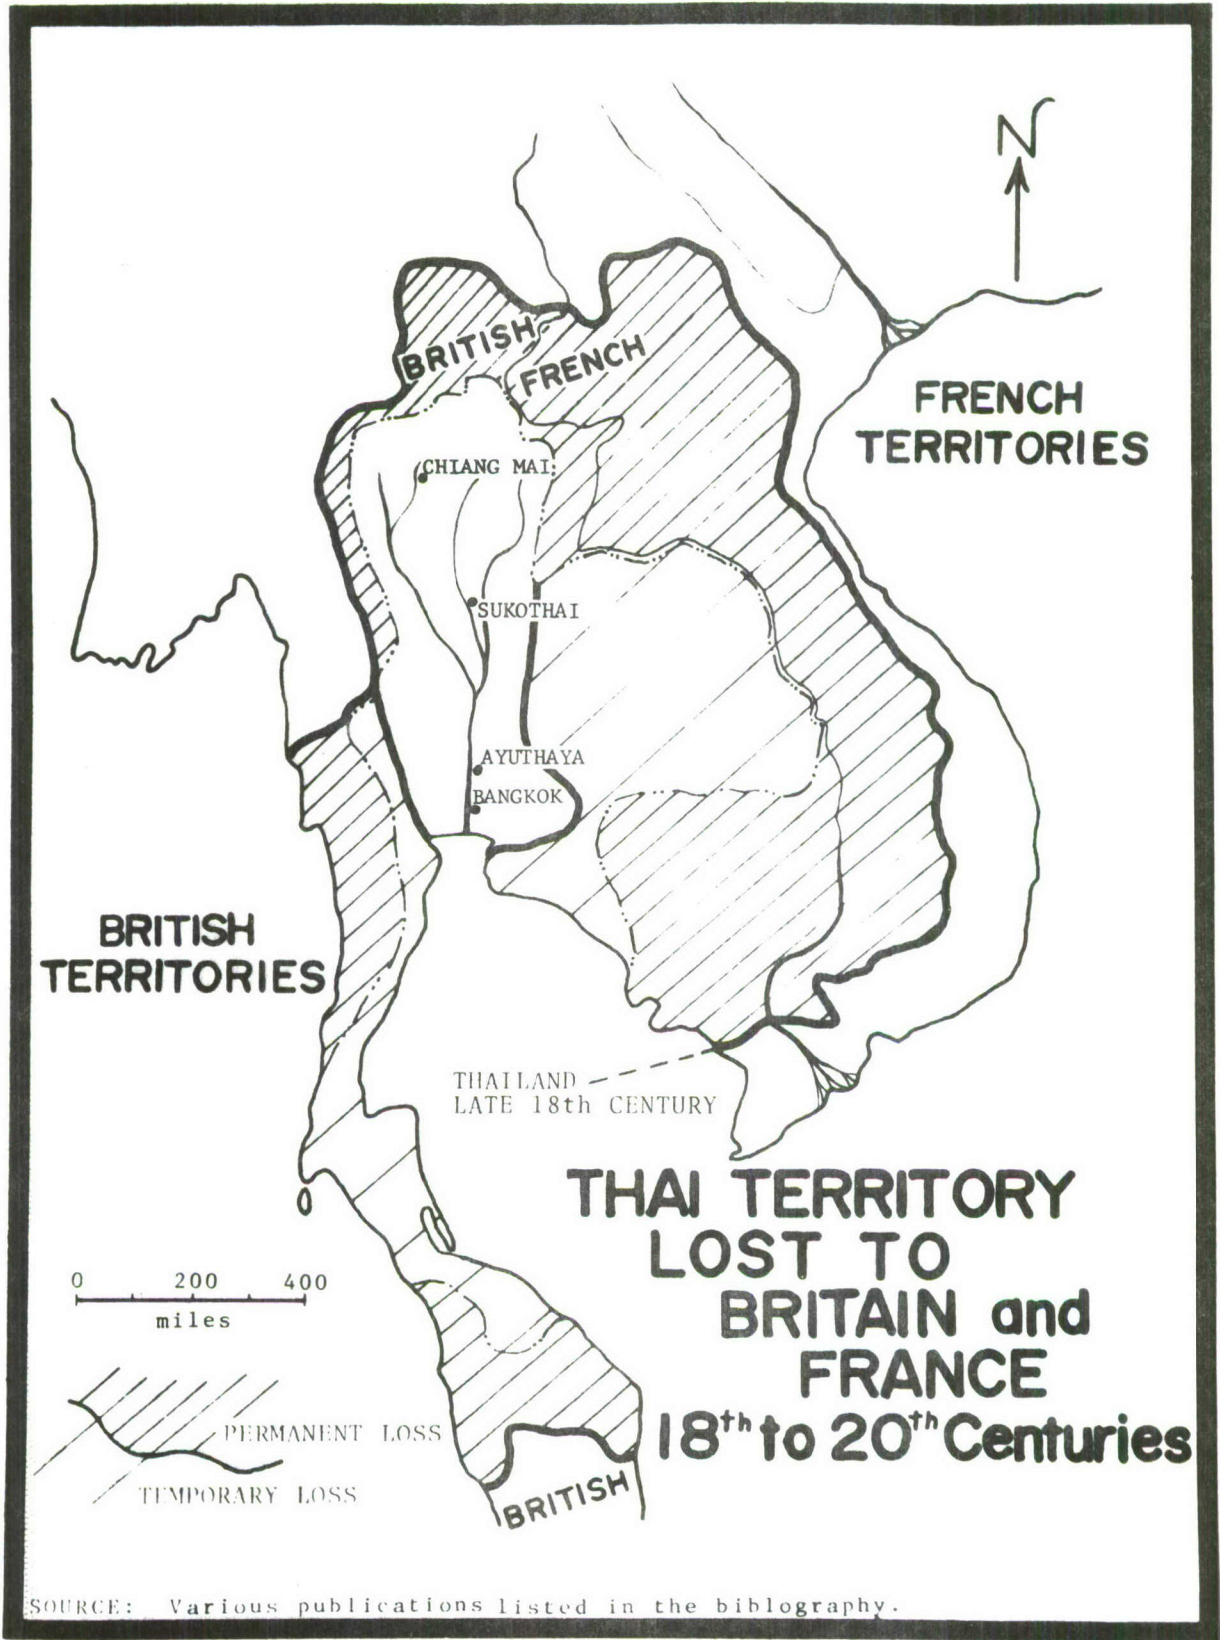 N
BRITISH
FRENCH
FRENCH
TERRITORIES
CHIANG MAI
SUKOTHAI
AYUTHAYA
BANGKOK
BRITISH
TERRITORIES
THAILAND
LATE 18th CENTURY
THAI TERRITORY
LOST TO
BRITAIN and
FRANCE
18th to 20th Centuries
0 200 400
miles
PERMANENT LOSS
TEMPORARY LOSS
BRITISH
SOURCE: Various publications listed in the biblography.